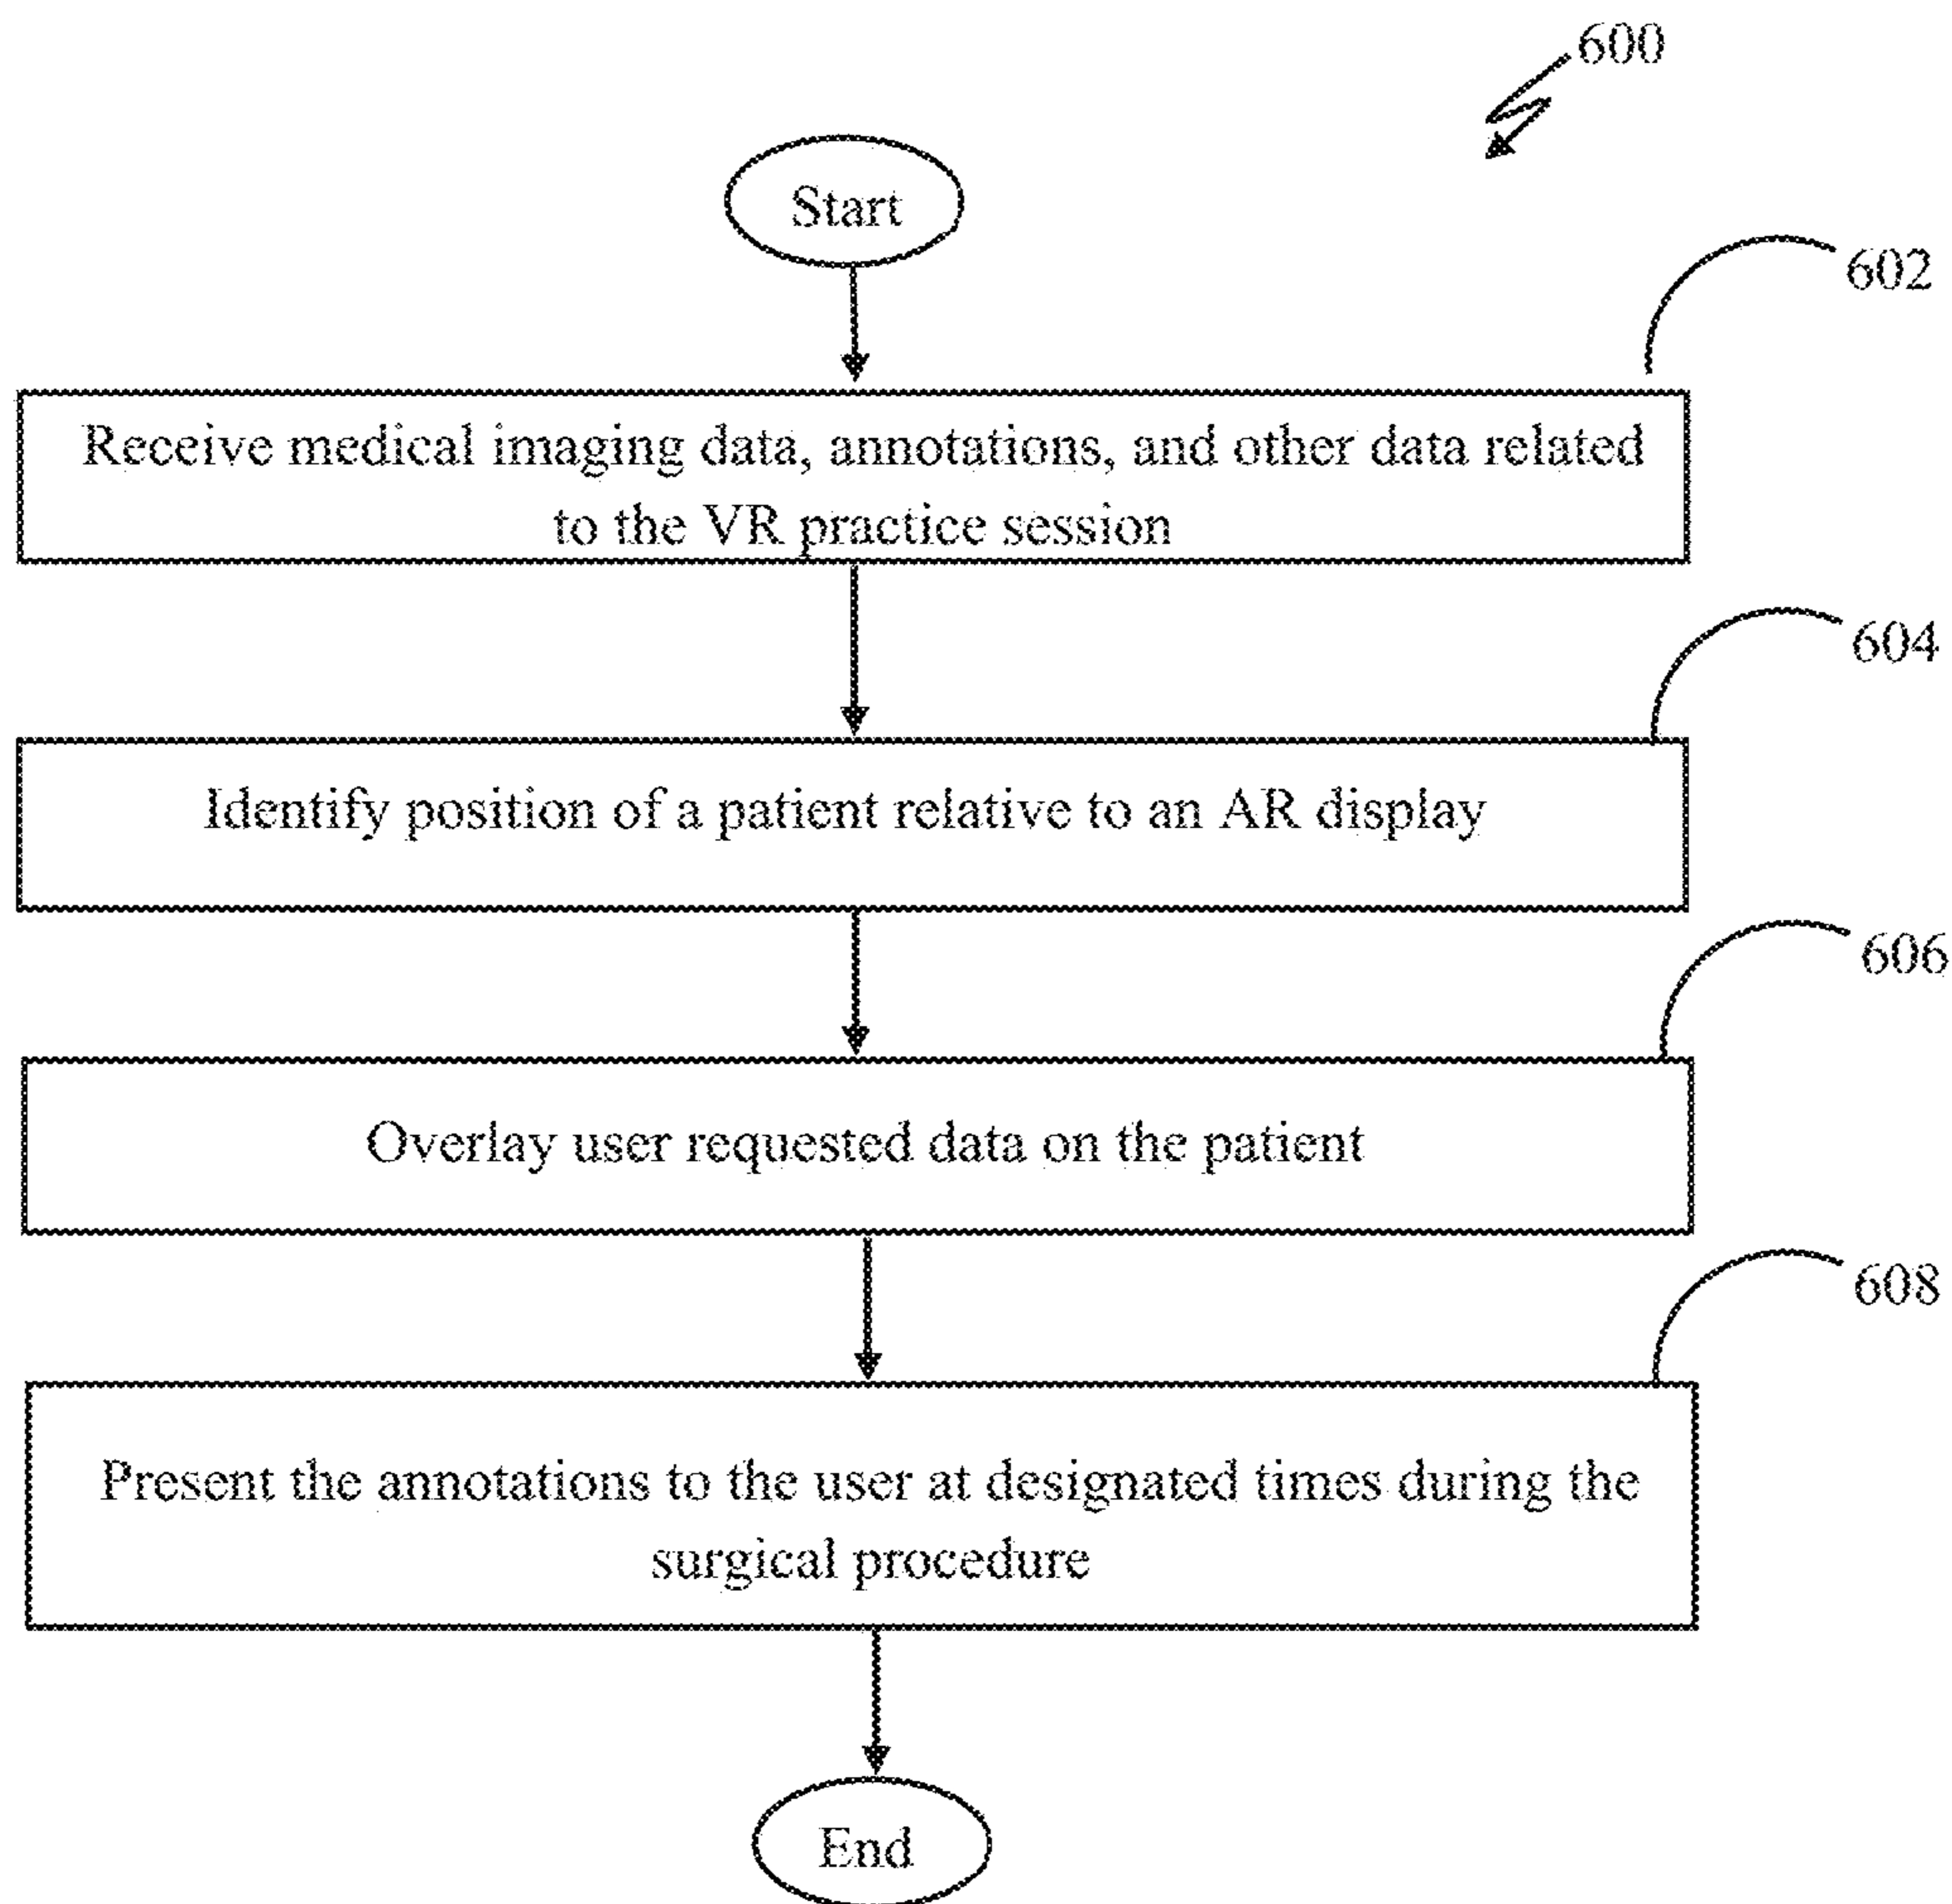 600
Start
602
Receive medical imaging data, annotations, and other data related
to the VR practice session
604
Identify position of a patient relative to an AR display
606
Overlay user requested data on the patient
608
Present the annotations to the user at designated times during the
surgical procedure
End